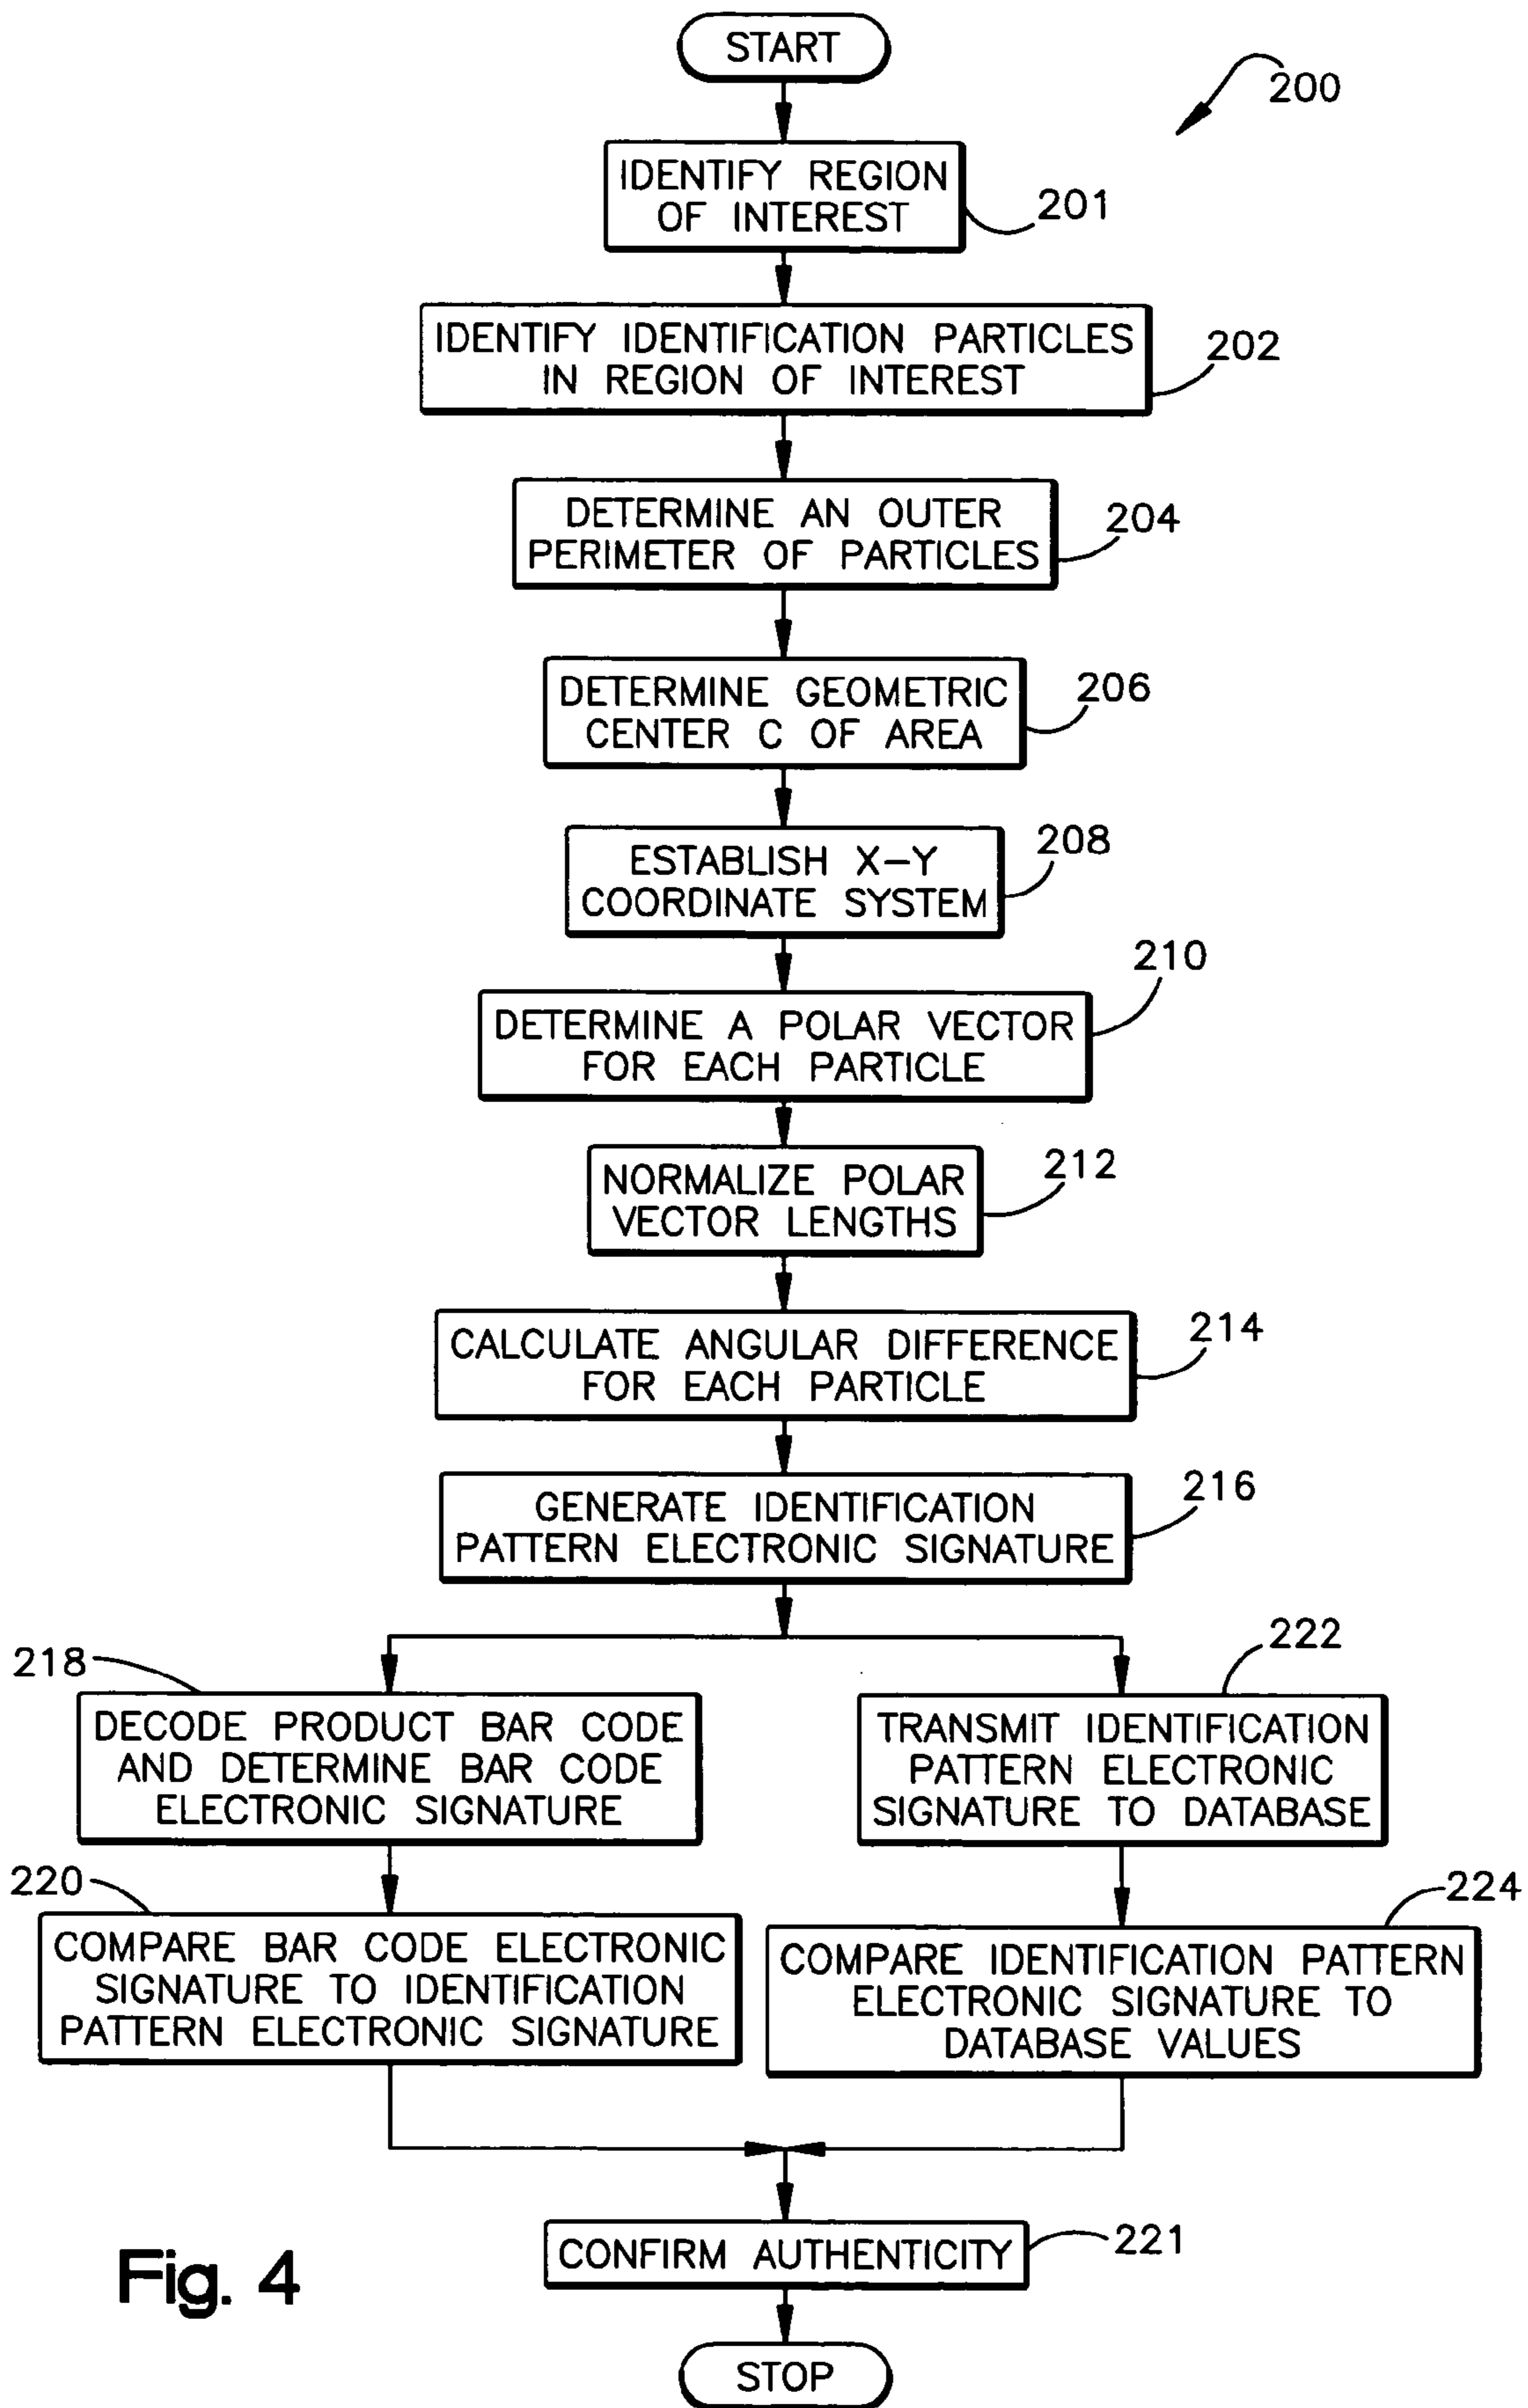 START
200
IDENTIFY REGION
OF INTEREST
201
IDENTIFY IDENTIFICATION PARTICLES
IN REGION OF INTEREST
202
DETERMINE AN OUTER
PERIMETER OF PARTICLES
204
DETERMINE GEOMETRIC
CENTER C OF AREA
206
ESTABLISH X-Y
COORDINATE SYSTEM
208
DETERMINE A POLAR VECTOR
FOR EACH PARTICLE
210
NORMALIZE POLAR
VECTOR LENGTHS
212
CALCULATE ANGULAR DIFFERENCE
FOR EACH PARTICLE
214
GENERATE IDENTIFICATION
PATTERN ELECTRONIC SIGNATURE
216
218
DECODE PRODUCT BAR CODE
AND DETERMINE BAR CODE
ELECTRONIC SIGNATURE
222
TRANSMIT IDENTIFICATION
PATTERN ELECTRONIC
SIGNATURE TO DATABASE
220
COMPARE BAR CODE ELECTRONIC
SIGNATURE TO IDENTIFICATION
PATTERN ELECTRONIC SIGNATURE
224
COMPARE IDENTIFICATION PATTERN
ELECTRONIC SIGNATURE TO
DATABASE VALUES
CONFIRM AUTHENTICITY
221
STOP
Fig. 4